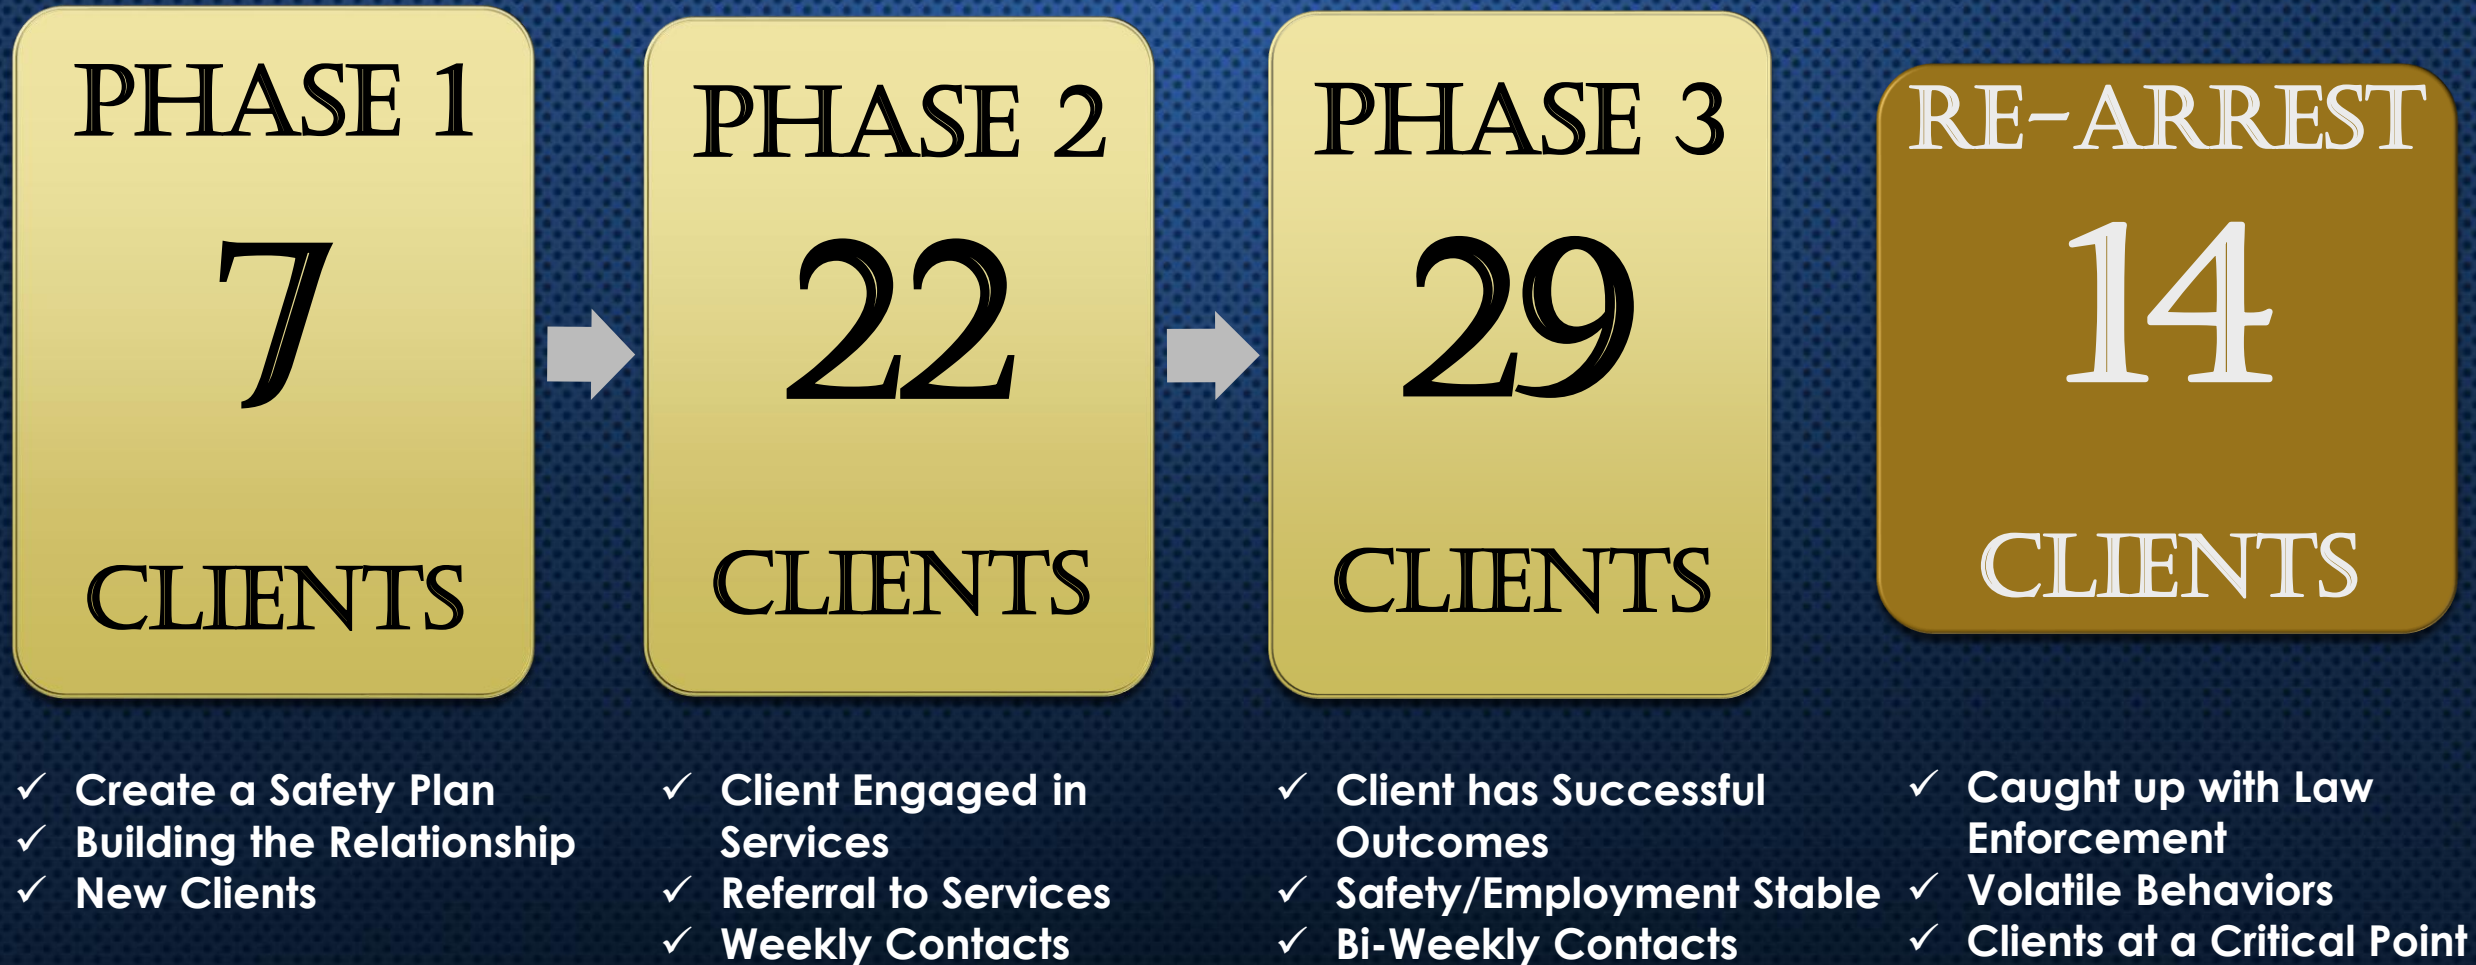 PHASE 1
7
CLIENTS
PHASE 2
22
CLIENTS
PHASE 3
29
CLIENTS
RE-ARREST
14
CLIENTS
✓ Create a Safety Plan
✓ Building the Relationship
✓ New Clients
✓ Client Engaged in
Services
✓ Referral to Services
✓ Weekly Contacts
✓ Client has Successful
Outcomes
✓ Safety/Employment Stable
✓ Bi-Weekly Contacts
✓ Caught up with Law
Enforcement
✓ Volatile Behaviors
✓ Clients at a Critical Point